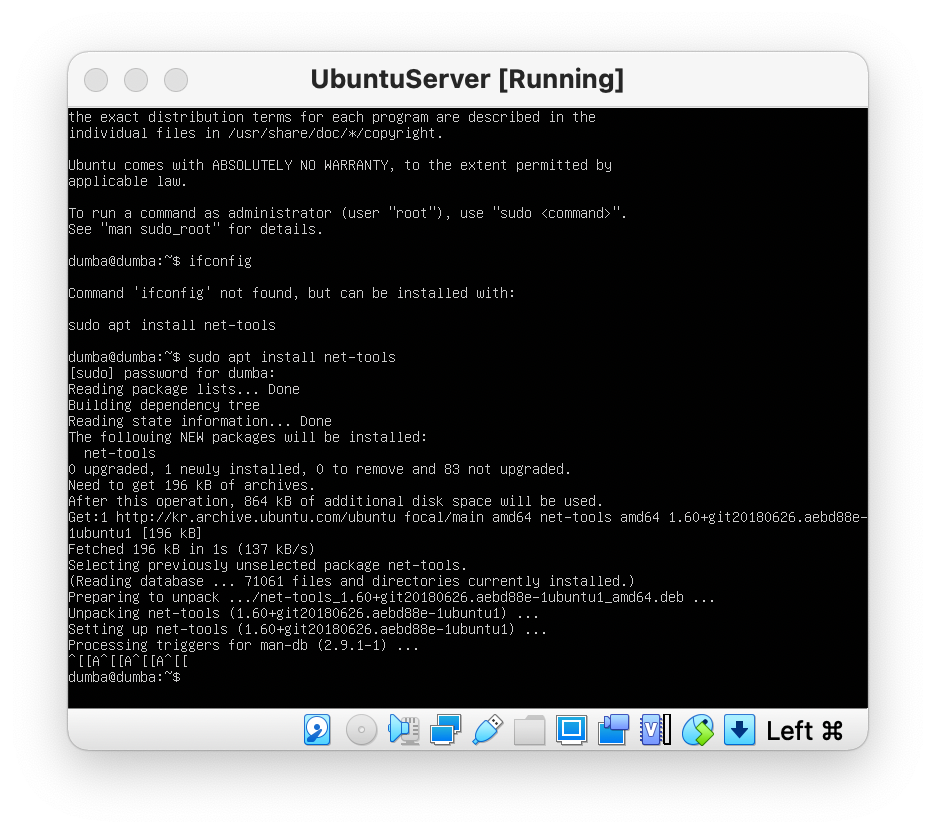 UbuntuServer [Running]
the exact distribution terms for each program are described in the
individual files in /usr/share/doc/*/copyright.
Ubuntu comes with ABSOLUTELY NO WARRANTY, to the extent permitted by
applicable law.
To run a command as administrator (user "root"), use "sudo <command>".
See "man sudo_root" for details.
dumba@dumba:~$ ifconfig
Command 'ifconfig' not found, but can be installed with:
sudo apt install net-tools
dumba@dumba:~$ sudo apt install net-tools
[sudo] password for dumba:
Reading package lists... Done
Building dependency tree
Reading state information... Done
The following NEW packages will be installed:
  net-tools
0 upgraded, 1 newly installed, 0 to remove and 83 not upgraded.
Need to get 196 kB of archives.
After this operation, 864 kB of additional disk space will be used.
Get:1 http://kr.archive.ubuntu.com/ubuntu focal/main amd64 net-tools amd64 1.60+git20180626.aebd88e-
1ubuntu1 [196 kB]
Fetched 196 kB in 1s (137 kB/s)
Selecting previously unselected package net-tools.
(Reading database ... 71061 files and directories currently installed.)
Preparing to unpack .../net-tools_1.60+git20180626.aebd88e-1ubuntu1_amd64.deb ...
Unpacking net-tools (1.60+git20180626.aebd88e-1ubuntu1) ...
Setting up net-tools (1.60+git20180626.aebd88e-1ubuntu1) ...
Processing triggers for man-db (2.9.1-1) ...
^[[A^[[A^[[A^[[
dumba@dumba:~$
Left ⌘